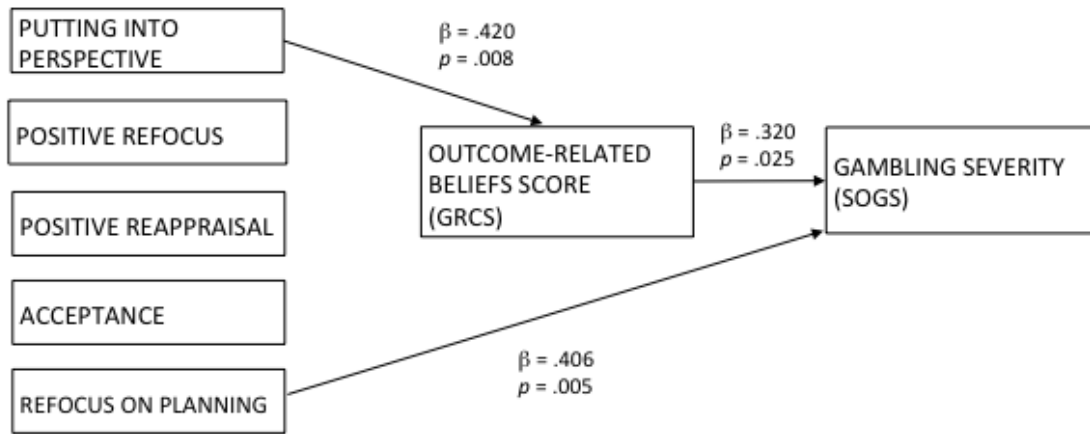 PUTTING INTO
PERSPECTIVE
β = .420
p = .008
POSITIVE REFOCUS
OUTCOME-RELATED
BELIEFS SCORE
(GRCS)
β = .320
p = .025
GAMBLING SEVERITY
(SOGS)
POSITIVE REAPPRAISAL
ACCEPTANCE
β = .406
p = .005
REFOCUS ON PLANNING